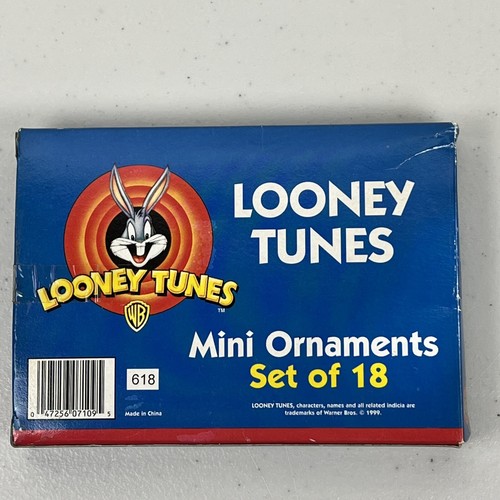 LOONEY
TUNES
LOONEY TUNES
TM
WB
Mini Ornaments
Set of 18
618
0 47256 07109 5
Made in China
LOONEY TUNES, characters, names and all related indicia are
trademarks of Warner Bros. © 1999.